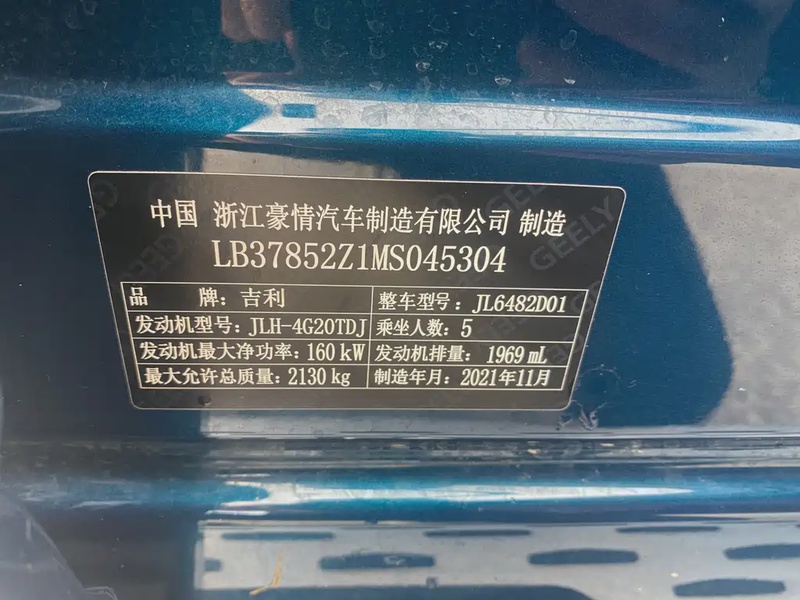 中国 浙江豪情汽车制造有限公司 制造
LB37852Z1MS045304
品 牌：吉利 整车型号：JL6482D01
发动机型号：JLH-4G20TDJ 乘坐人数：5
发动机最大净功率：160 kW 发动机排量：1969 mL
最大允许总质量：2130 kg 制造年月：2021年11月
GEELY